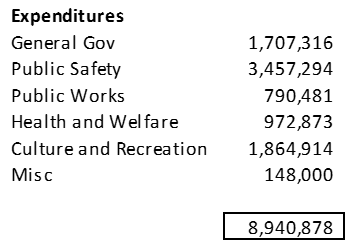 Expenditures
General Gov 1,707,316
Public Safety 3,457,294
Public Works 790,481
Health and Welfare 972,873
Culture and Recreation 1,864,914
Misc 148,000
8,940,878